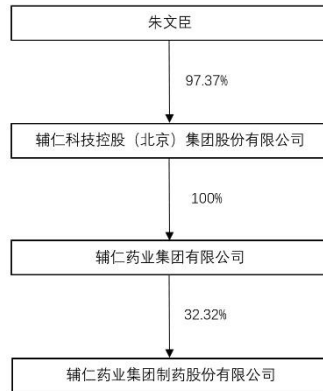 朱文臣
97.37%
辅仁科技控股（北京）集团股份有限公司
100%
辅仁药业集团有限公司
32.32%
辅仁药业集团制药股份有限公司